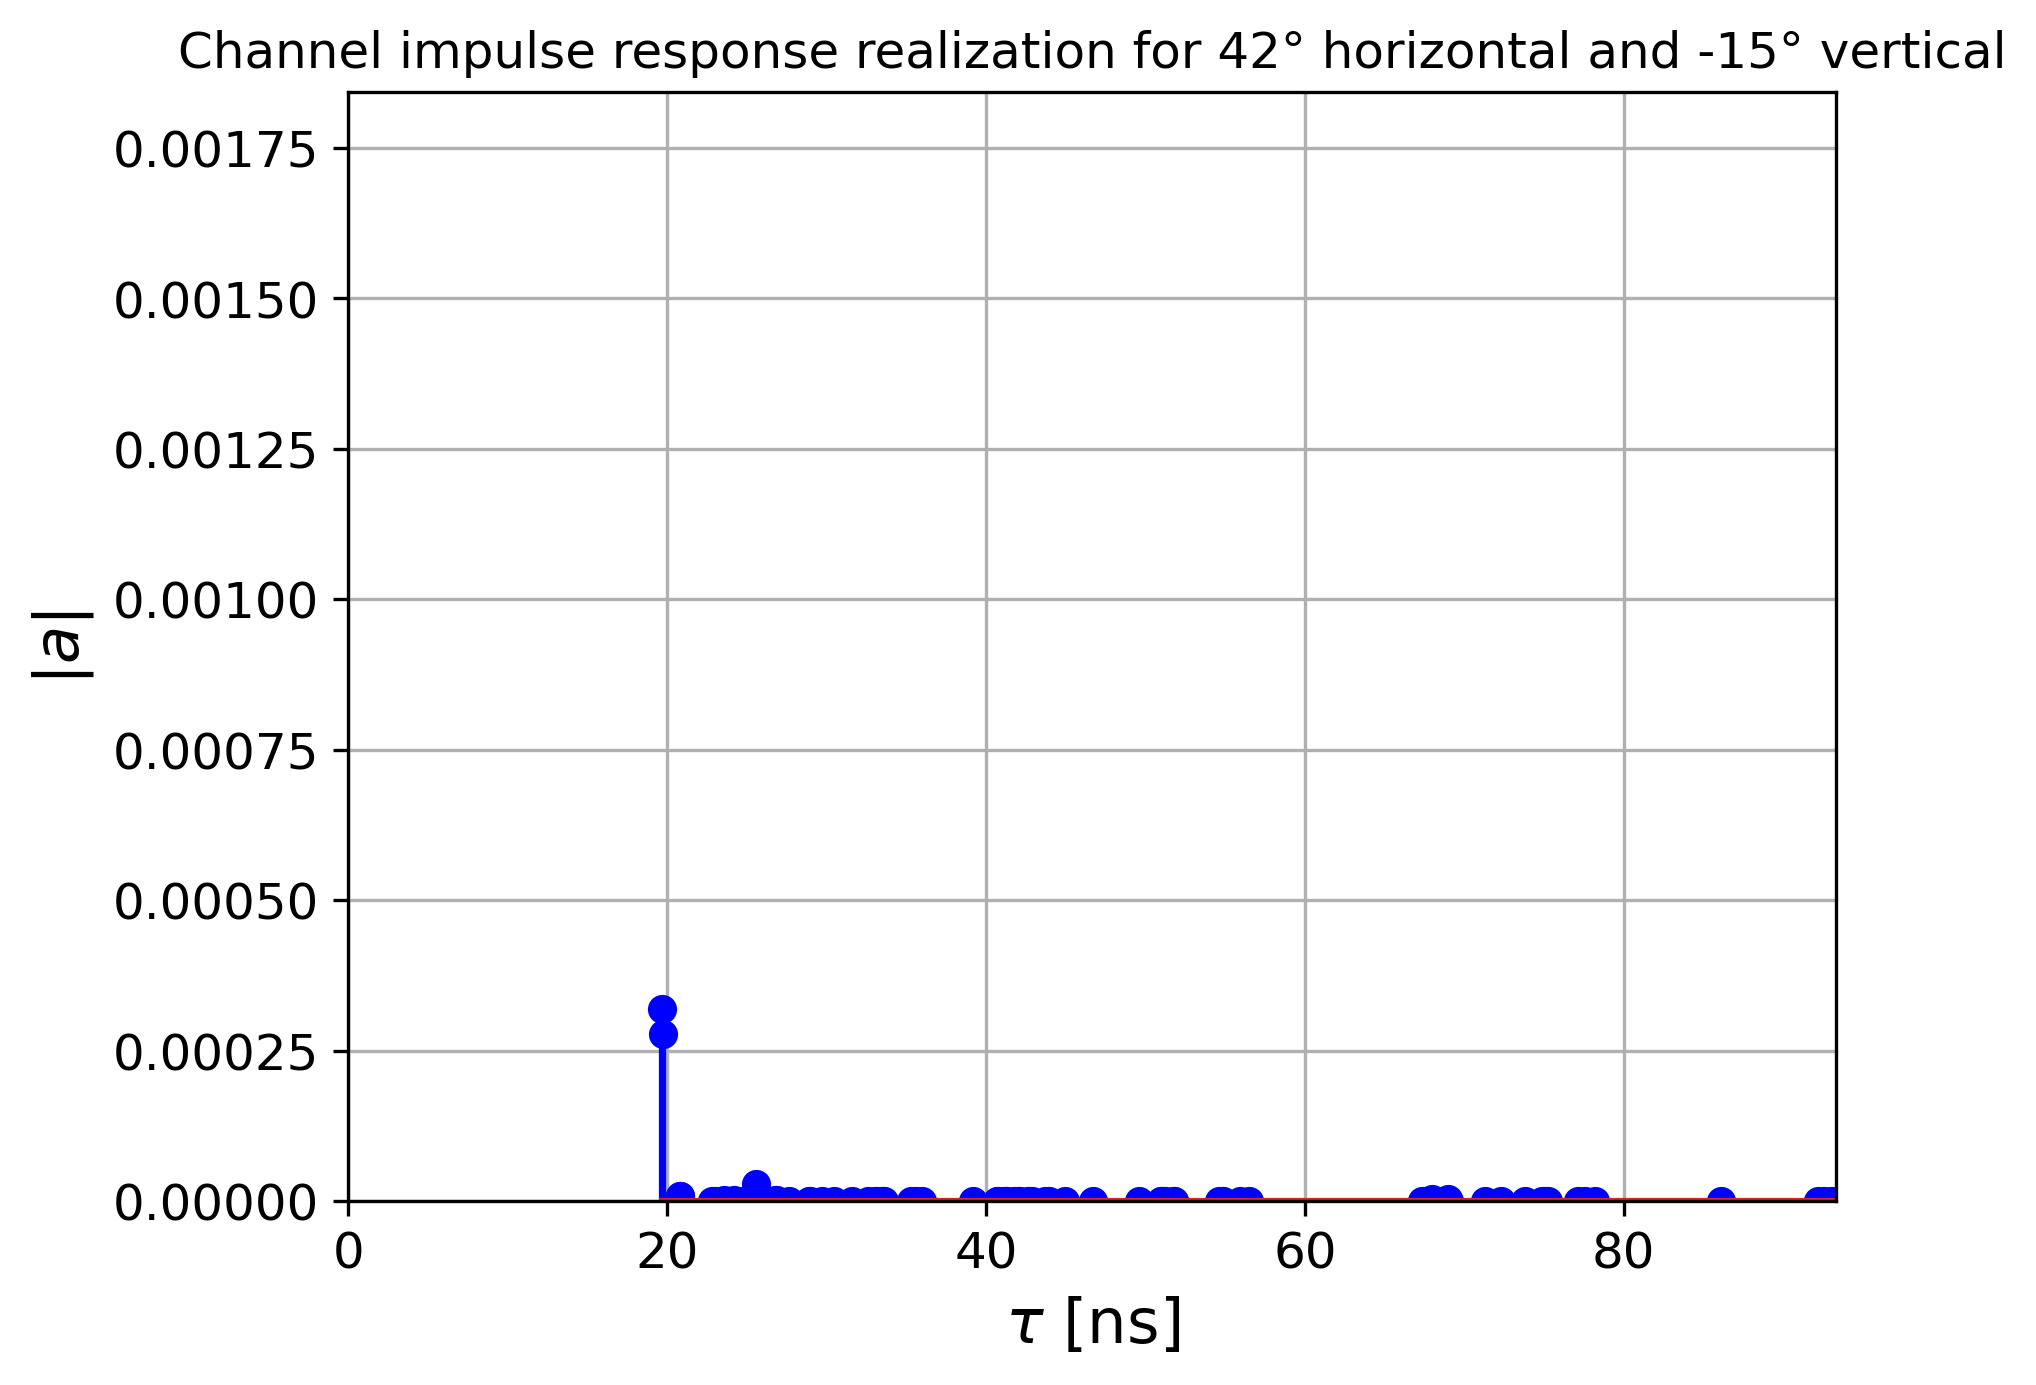 Channel impulse response realization for 42° horizontal and -15° vertical
0.00175
0.00150
0.00125
0.00100
0.00075
0.00050
0.00025
0.00000
|a|
0 20 40 60 80
τ [ns]